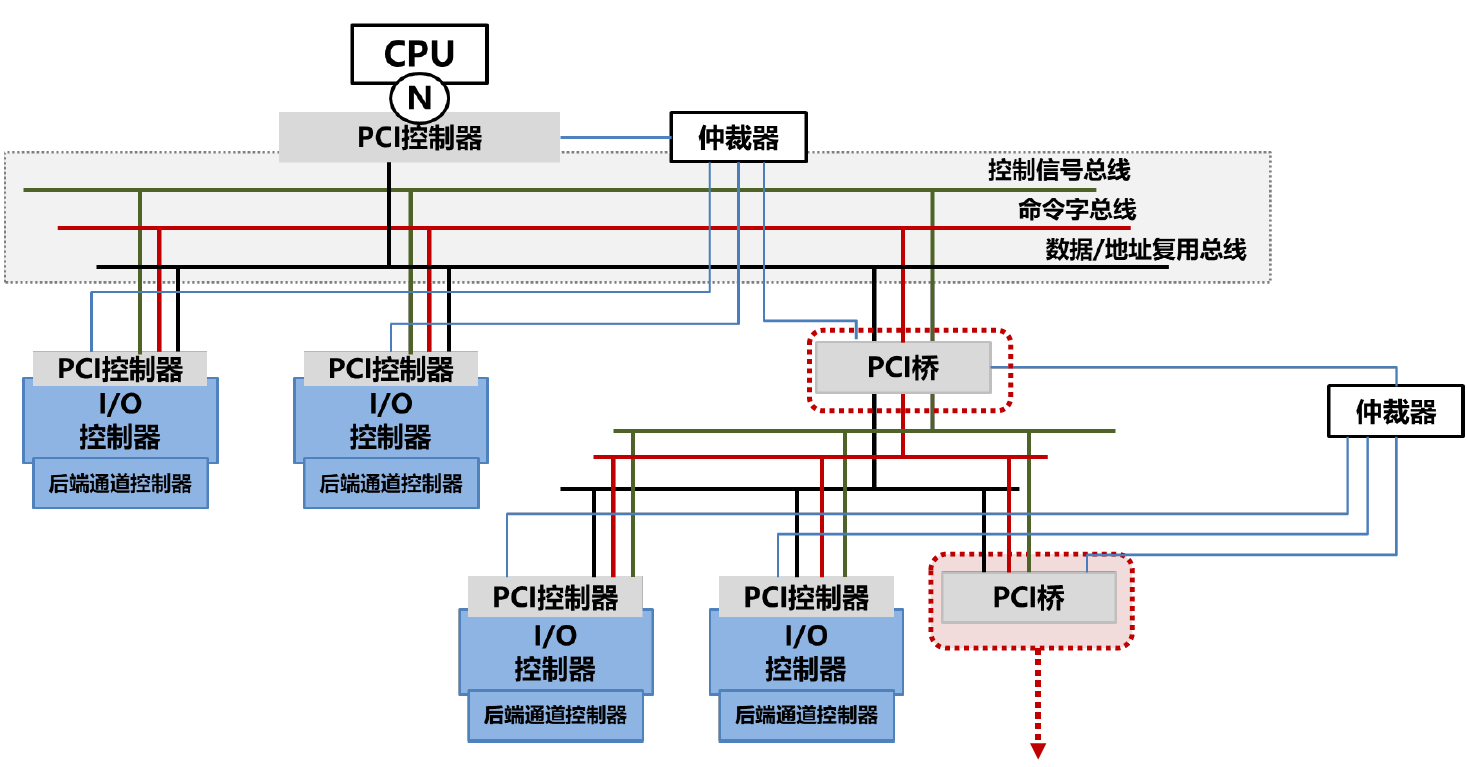 CPU
N
PCI控制器
仲裁器
控制信号总线
命令字总线
数据/地址复用总线
PCI控制器
I/O
控制器
后端通道控制器
PCI控制器
I/O
控制器
后端通道控制器
PCI桥
仲裁器
PCI控制器
I/O
控制器
后端通道控制器
PCI控制器
I/O
控制器
后端通道控制器
PCI桥